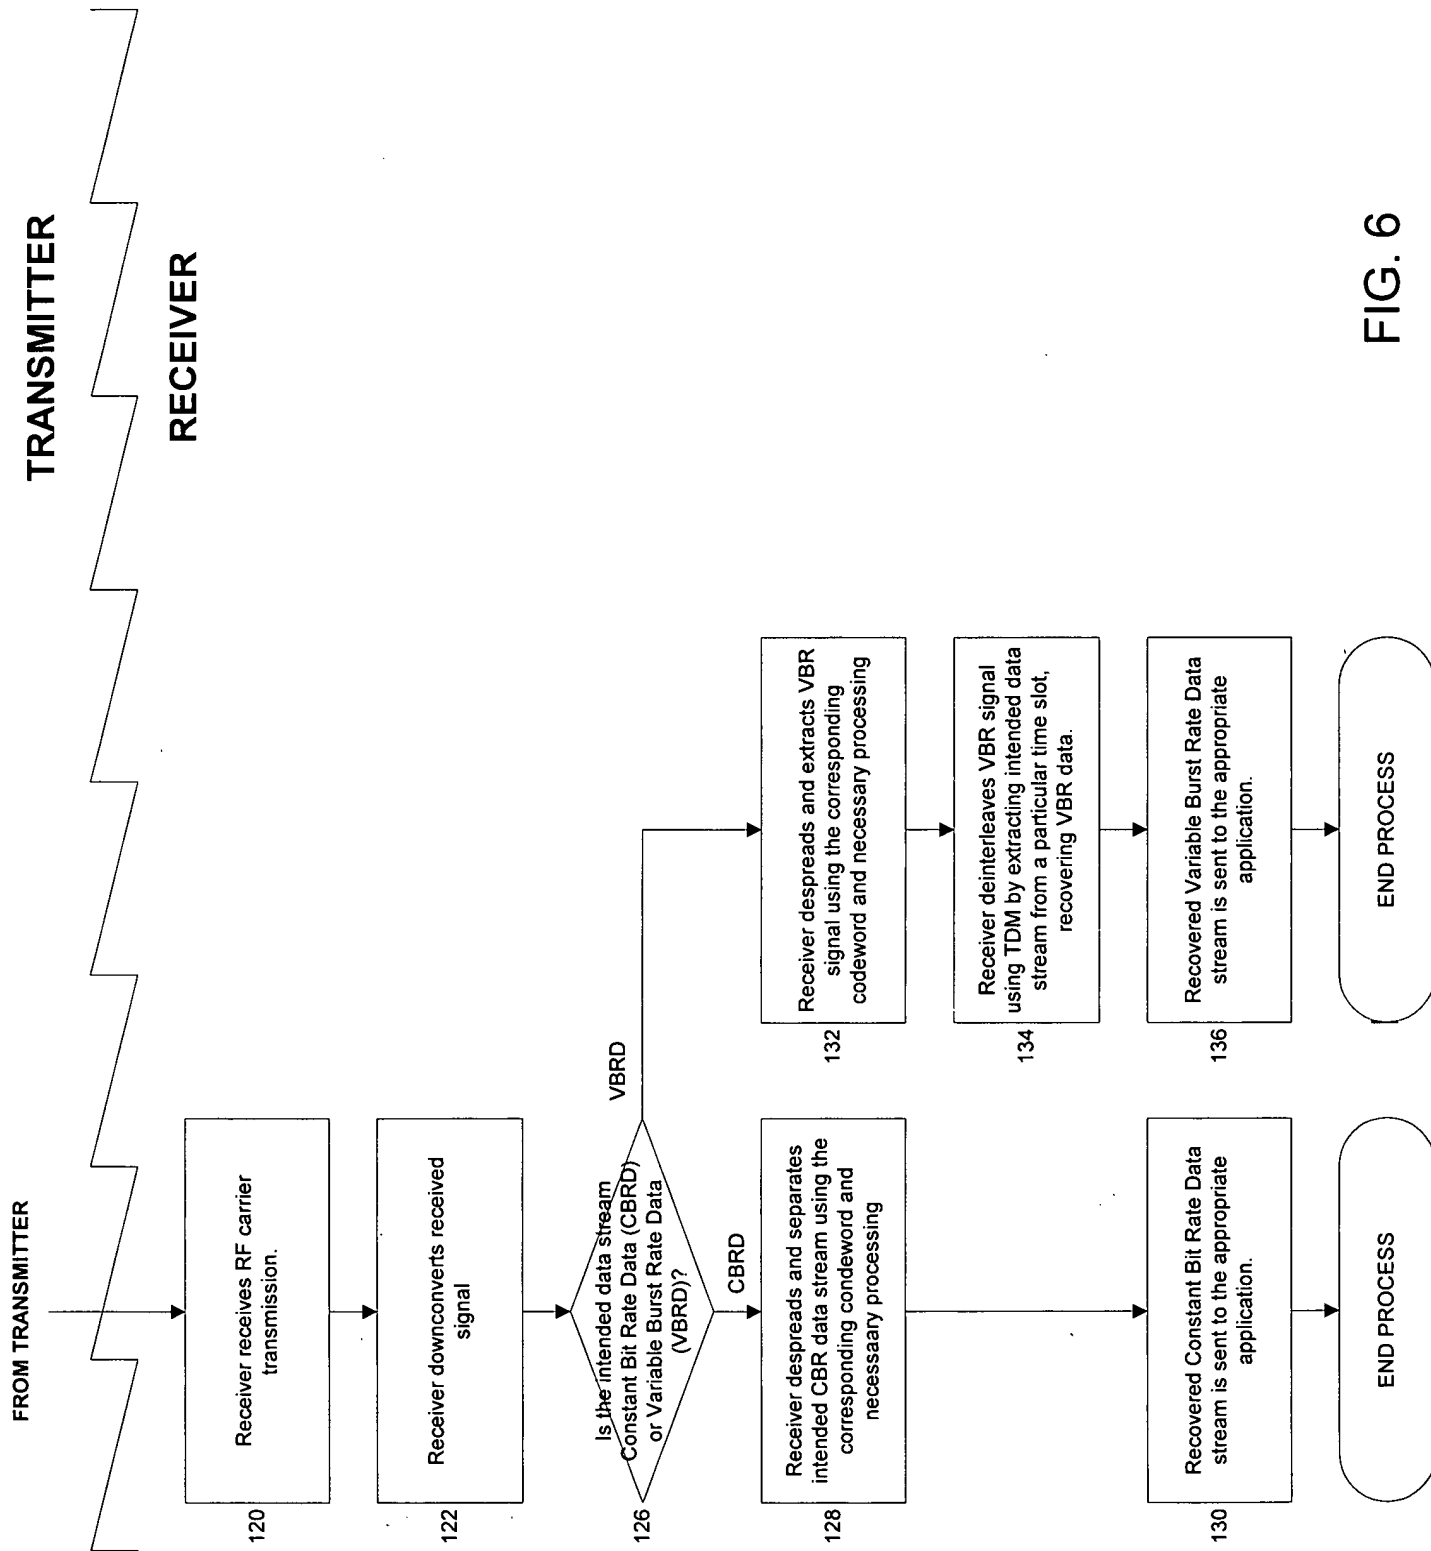 FROM TRANSMITTER
TRANSMITTER
RECEIVER
Receiver receives RF carrier
transmission.
120
Receiver downconverts received
signal
122
Is the intended data stream
Constant Bit Rate Data (CBRD)
or Variable Burst Rate Data
(VBRD)?
126
VBRD
CBRD
Receiver despreads and separates
intended CBR data stream using the
corresponding condeword and
necessary processing
128
Receiver despreads and extracts VBR
signal using the corresponding
codeword and necessary processing
132
Receiver deinterleaves VBR signal
using TDM by extracting intended data
stream from a particular time slot,
recovering VBR data.
134
Recovered Constant Bit Rate Data
stream is sent to the appropriate
application.
130
Recovered Variable Burst Rate Data
stream is sent to the appropriate
application.
136
END PROCESS
END PROCESS
FIG. 6